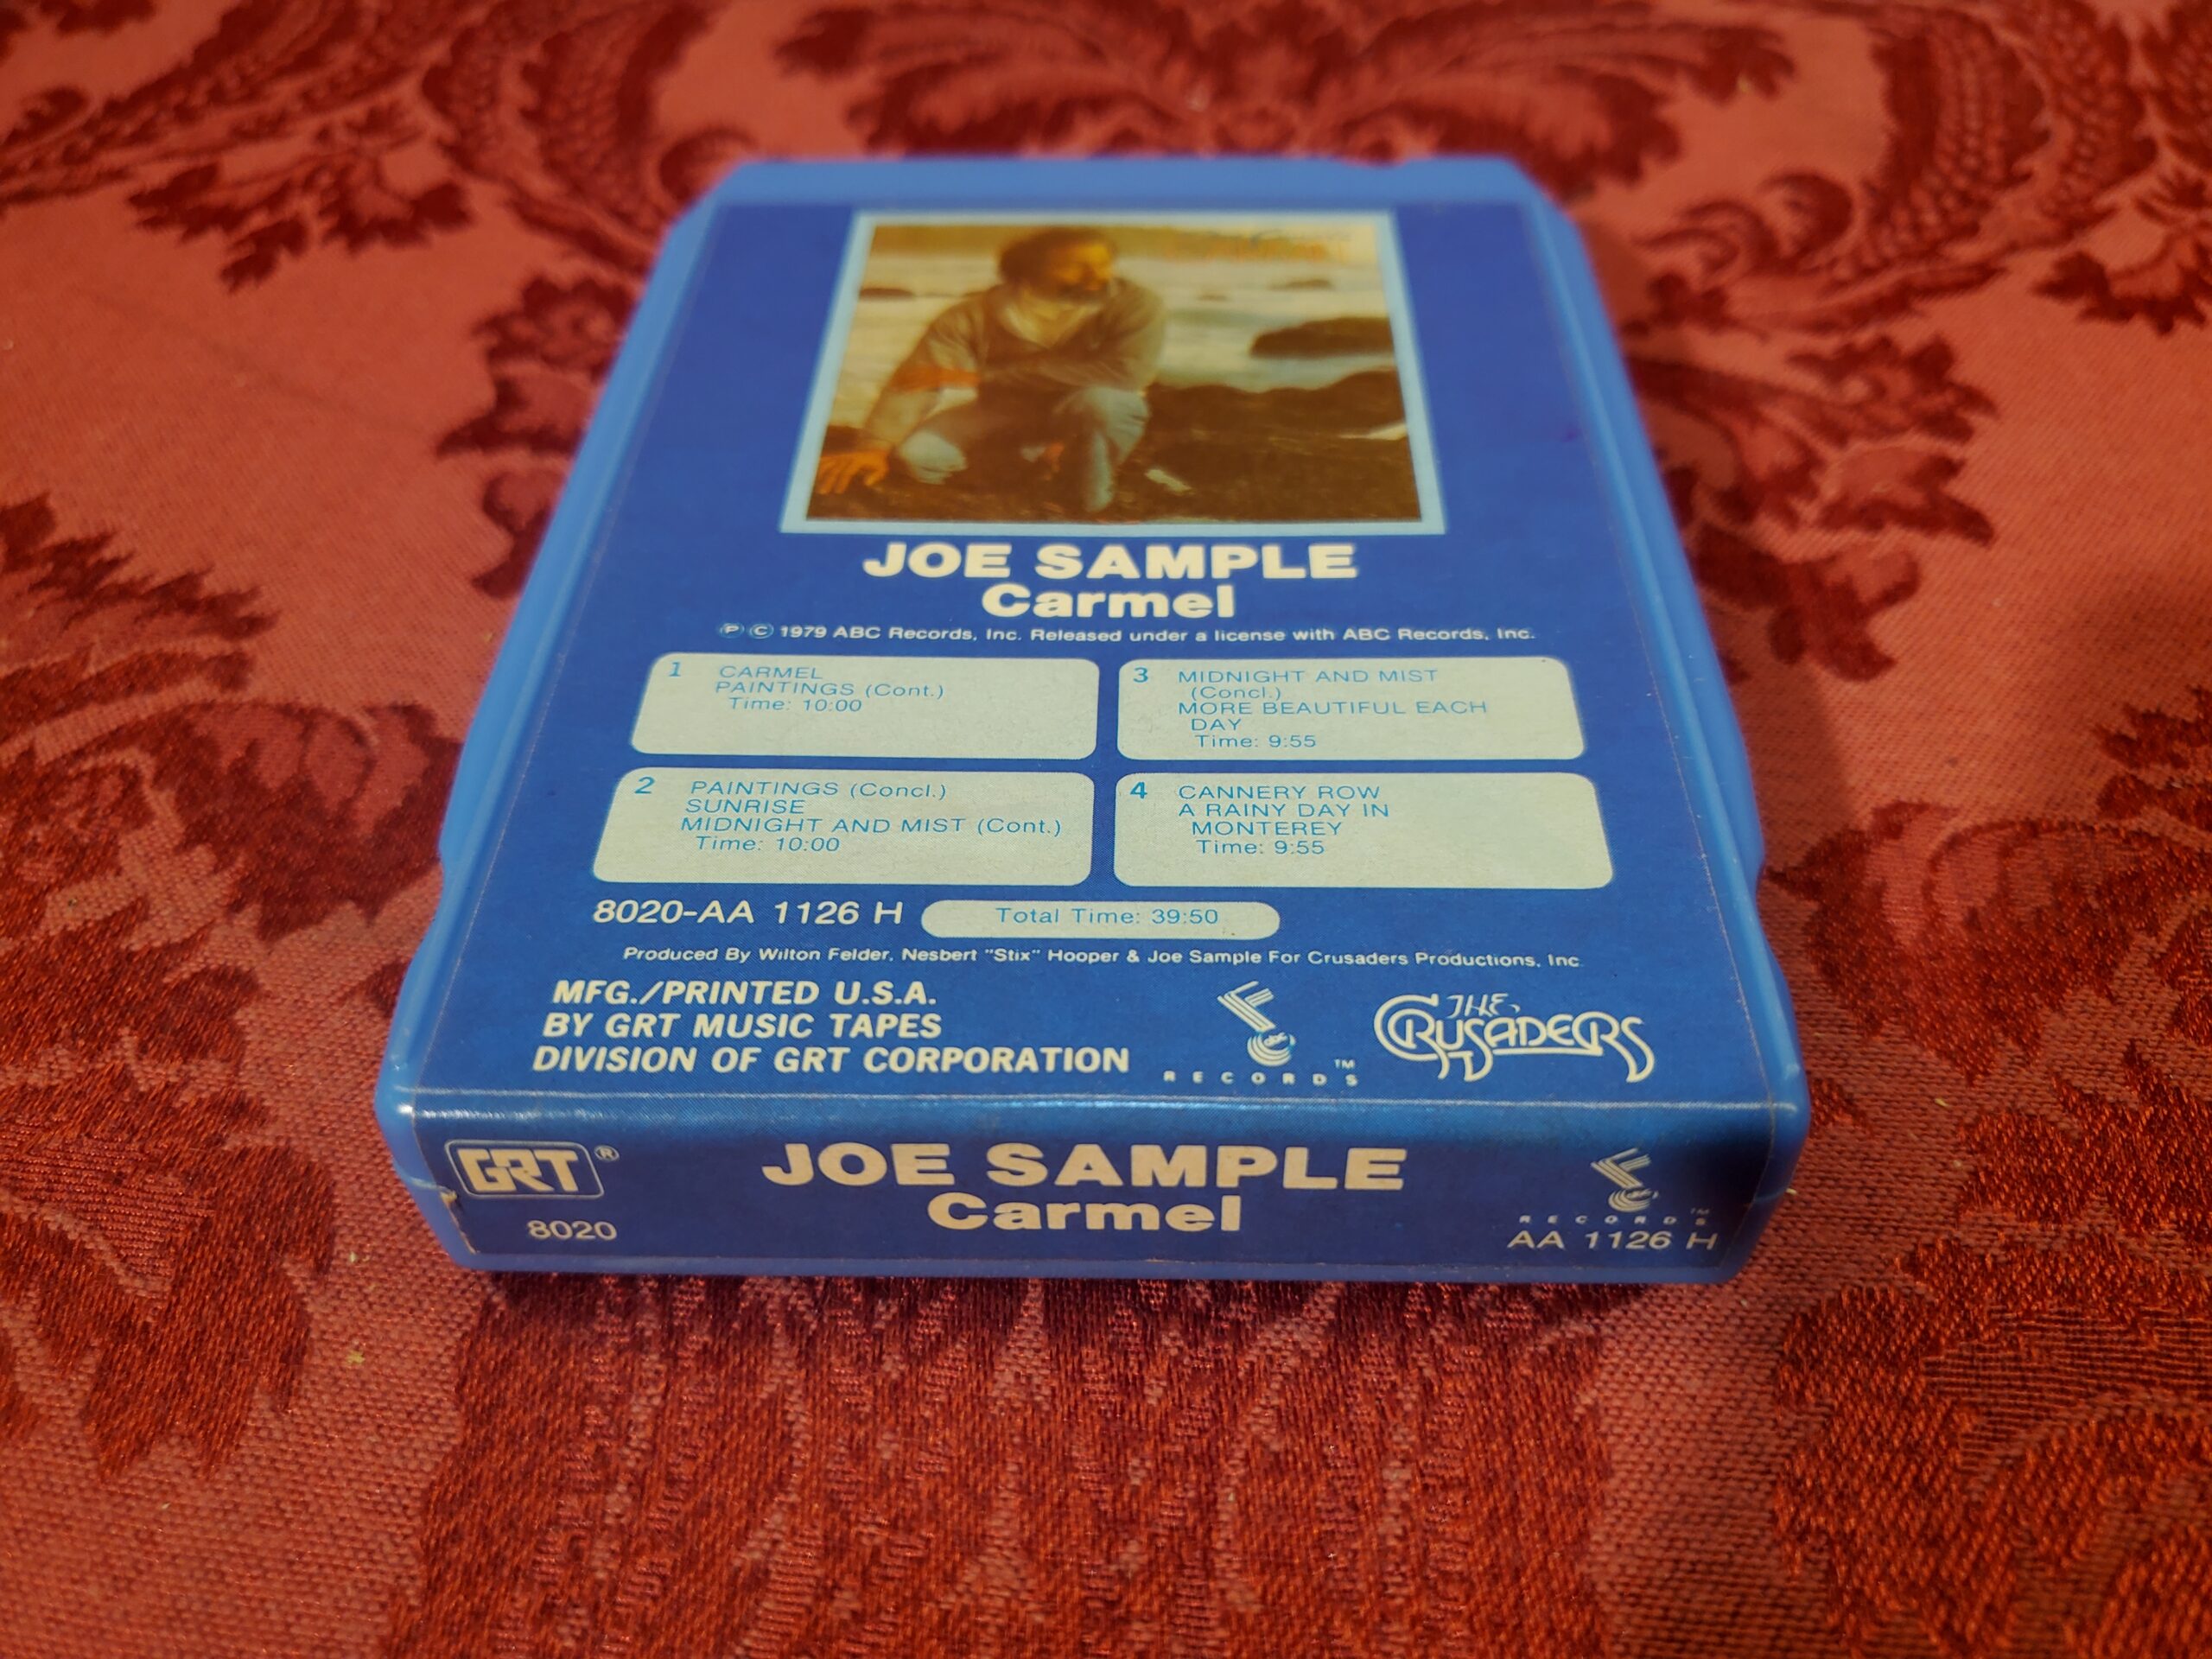 JOE SAMPLE
Carmel
Ⓟ © 1979 ABC Records, Inc. Released under a license with ABC Records, Inc.
1 CARMEL
PAINTINGS (Cont.)
Time: 10:00
2 PAINTINGS (Concl.)
SUNRISE
MIDNIGHT AND MIST (Cont.)
Time: 10:00
3 MIDNIGHT AND MIST
(Concl.)
MORE BEAUTIFUL EACH
DAY
Time: 9:55
4 CANNERY ROW
A RAINY DAY IN
MONTEREY
Time: 9:55
8020-AA 1126 H Total Time: 39:50
Produced By Wilton Felder, Nesbert "Stix" Hooper & Joe Sample For Crusaders Productions, Inc.
MFG./PRINTED U.S.A.
BY GRT MUSIC TAPES
DIVISION OF GRT CORPORATION
abc
RECORDS™
THE
CRUSADERS
GRT®
8020
JOE SAMPLE
Carmel
abc
RECORDS™
AA 1126 H